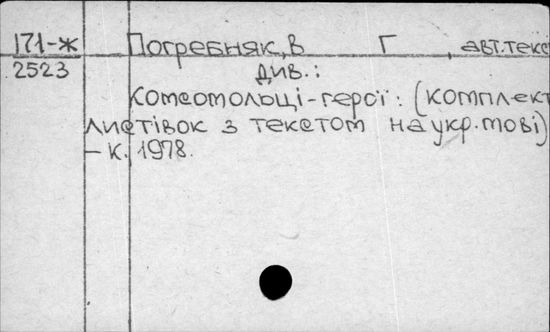 171-ж Погребняк, В Г , авт.текс
2523 див.:
Комсомольці-герої: (комплект
листівок з текстом на укр.мові)
– К. 1978.